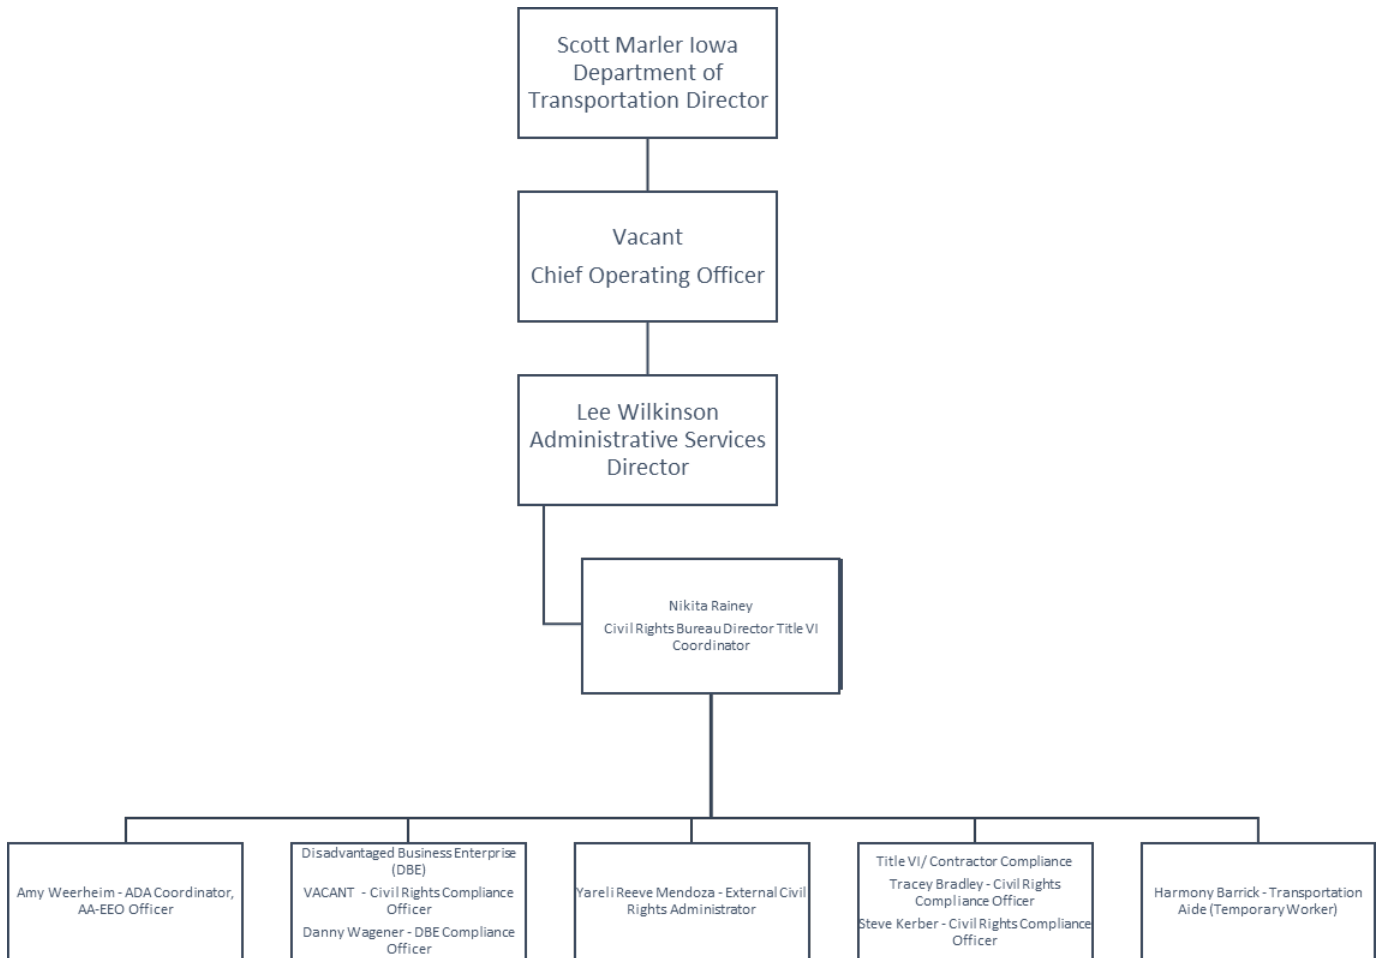 Scott Marler Iowa
Department of
Transportation Director
Vacant
Chief Operating Officer
Lee Wilkinson
Administrative Services
Director
Nikita Rainey
Civil Rights Bureau Director Title VI
Coordinator
Amy Weerheim - ADA Coordinator,
AA-EEO Officer
Disadvantaged Business Enterprise
(DBE)
VACANT - Civil Rights Compliance
Officer
Danny Wagener - DBE Compliance
Officer
Yareli Reeve Mendoza - External Civil
Rights Administrator
Title VI/ Contractor Compliance
Tracey Bradley - Civil Rights
Compliance Officer
Steve Kerber - Civil Rights Compliance
Officer
Harmony Barrick - Transportation
Aide (Temporary Worker)